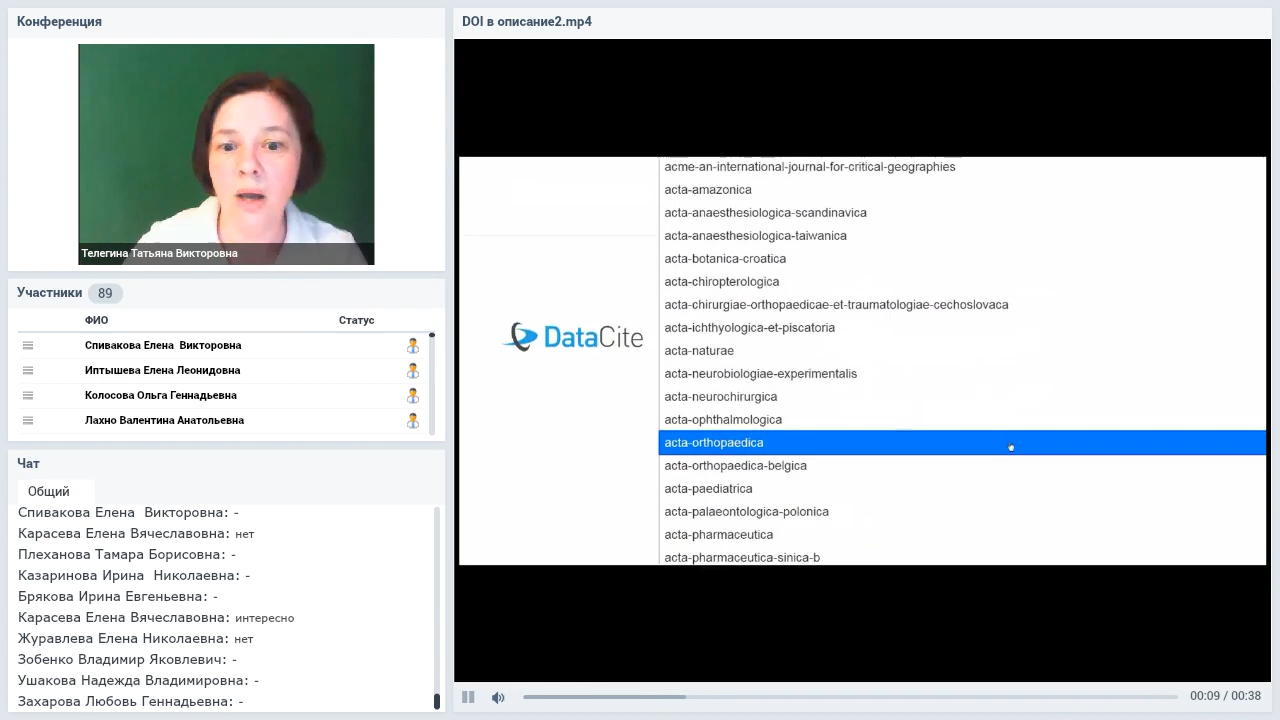 Конференция
Телегина Татьяна Викторовна
Участники 89
ФИО Статус
Спивакова Елена Викторовна
Иптышева Елена Леонидовна
Колосова Ольга Геннадьевна
Лахно Валентина Анатольевна
Чат
Общий
Спивакова Елена Викторовна: -
Карасева Елена Вячеславовна: нет
Плеханова Тамара Борисовна: -
Казаринова Ирина Николаевна: -
Брякова Ирина Евгеньевна: -
Карасева Елена Вячеславовна: интересно
Журавлева Елена Николаевна: нет
Зобенко Владимир Яковлевич: -
Ушакова Надежда Владимировна: -
Захарова Любовь Геннадьевна: -
DOI в описание2.mp4
DataCite
acme-an-international-journal-for-critical-geographies
acta-amazonica
acta-anaesthesiologica-scandinavica
acta-anaesthesiologica-taiwanica
acta-botanica-croatica
acta-chiropterologica
acta-chirurgiae-orthopaedicae-et-traumatologiae-cechoslovaca
acta-ichthyologica-et-piscatoria
acta-naturae
acta-neurobiologiae-experimentalis
acta-neurochirurgica
acta-ophthalmologica
acta-orthopaedica
acta-orthopaedica-belgica
acta-paediatrica
acta-palaeontologica-polonica
acta-pharmaceutica
acta-pharmaceutica-sinica-b
00:09 / 00:38